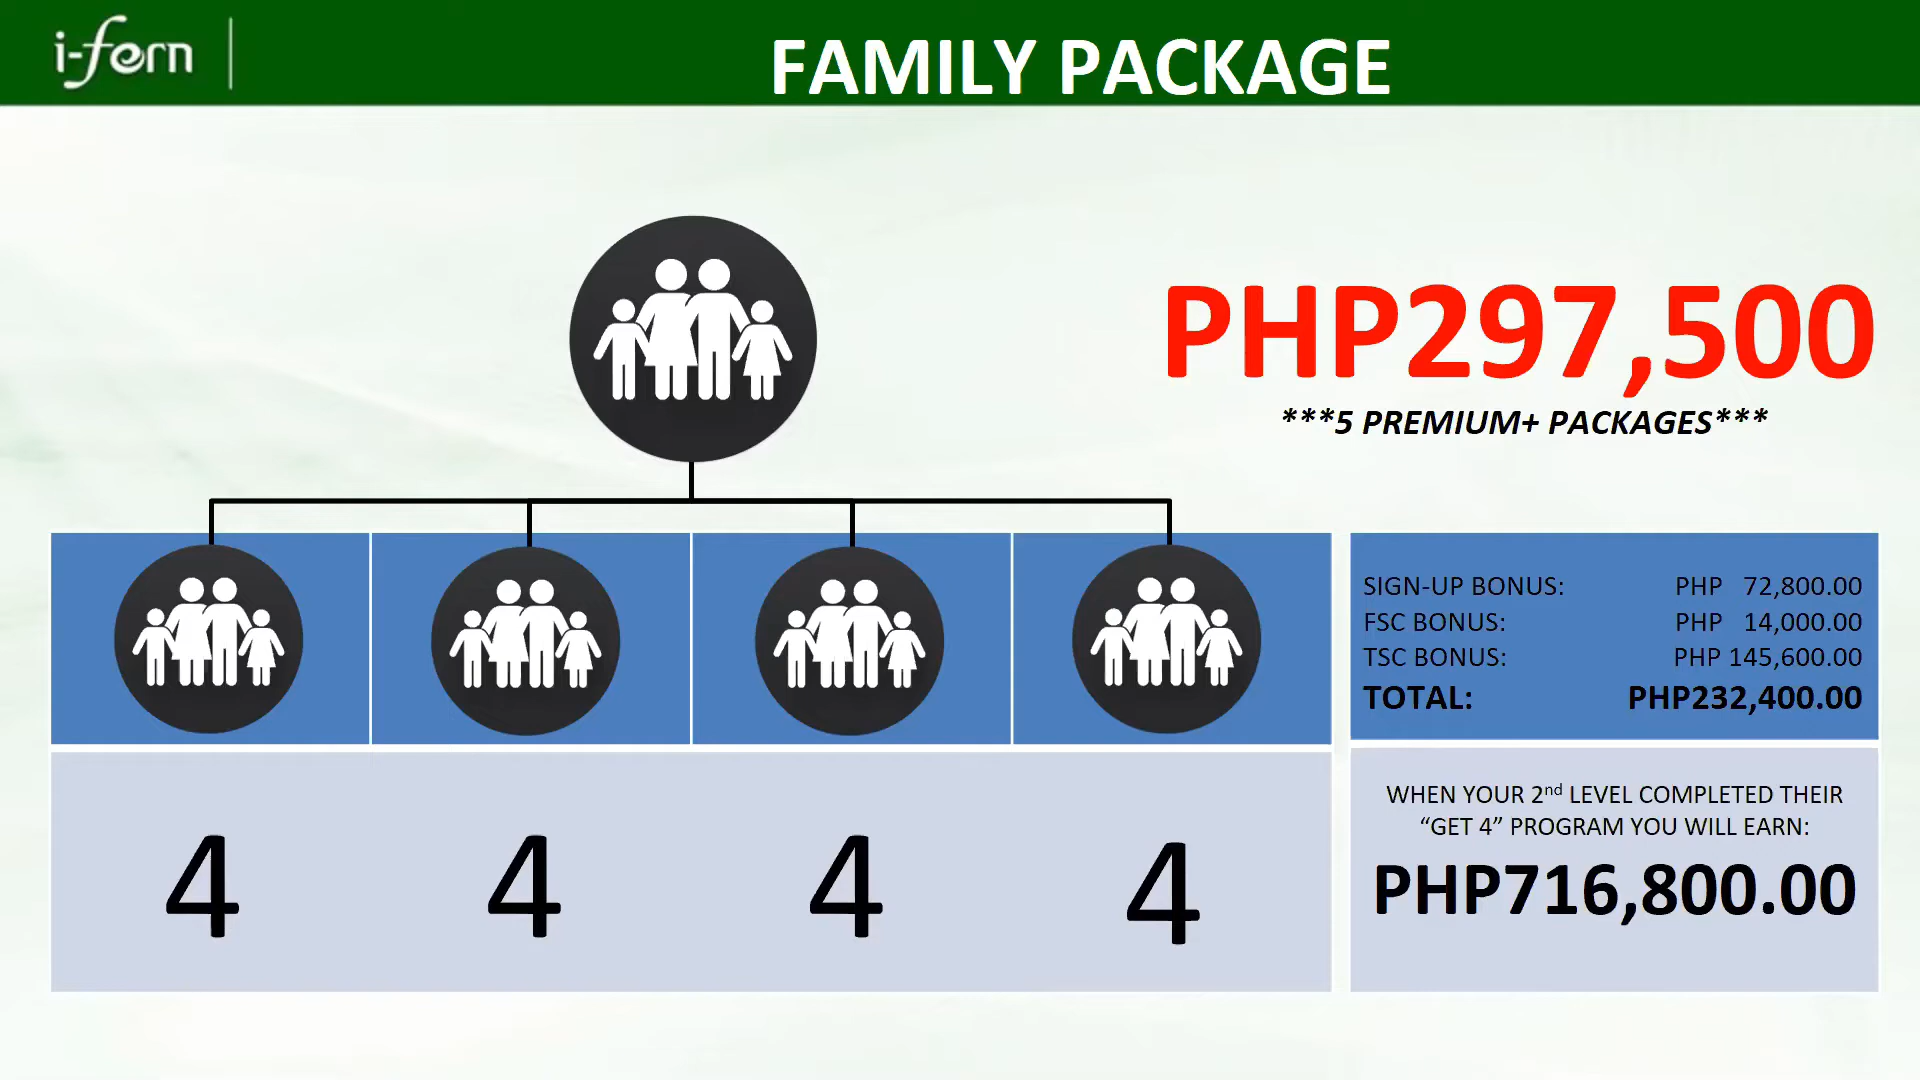 i-fern
FAMILY PACKAGE
PHP297,500
***5 PREMIUM+ PACKAGES***
SIGN-UP BONUS: PHP 72,800.00
FSC BONUS: PHP 14,000.00
TSC BONUS: PHP 145,600.00
TOTAL: PHP232,400.00
4 4 4 4
WHEN YOUR 2nd LEVEL COMPLETED THEIR
“GET 4” PROGRAM YOU WILL EARN:
PHP716,800.00